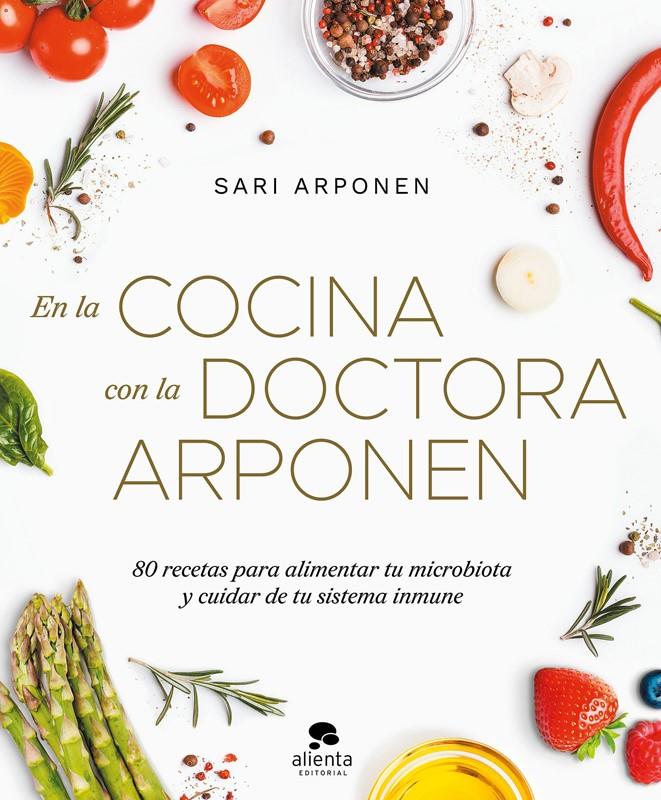 SARI ARPONEN
En la COCINA
con la DOCTORA
ARPONEN
80 recetas para alimentar tu microbiota
y cuidar de tu sistema inmune
alienta
EDITORIAL